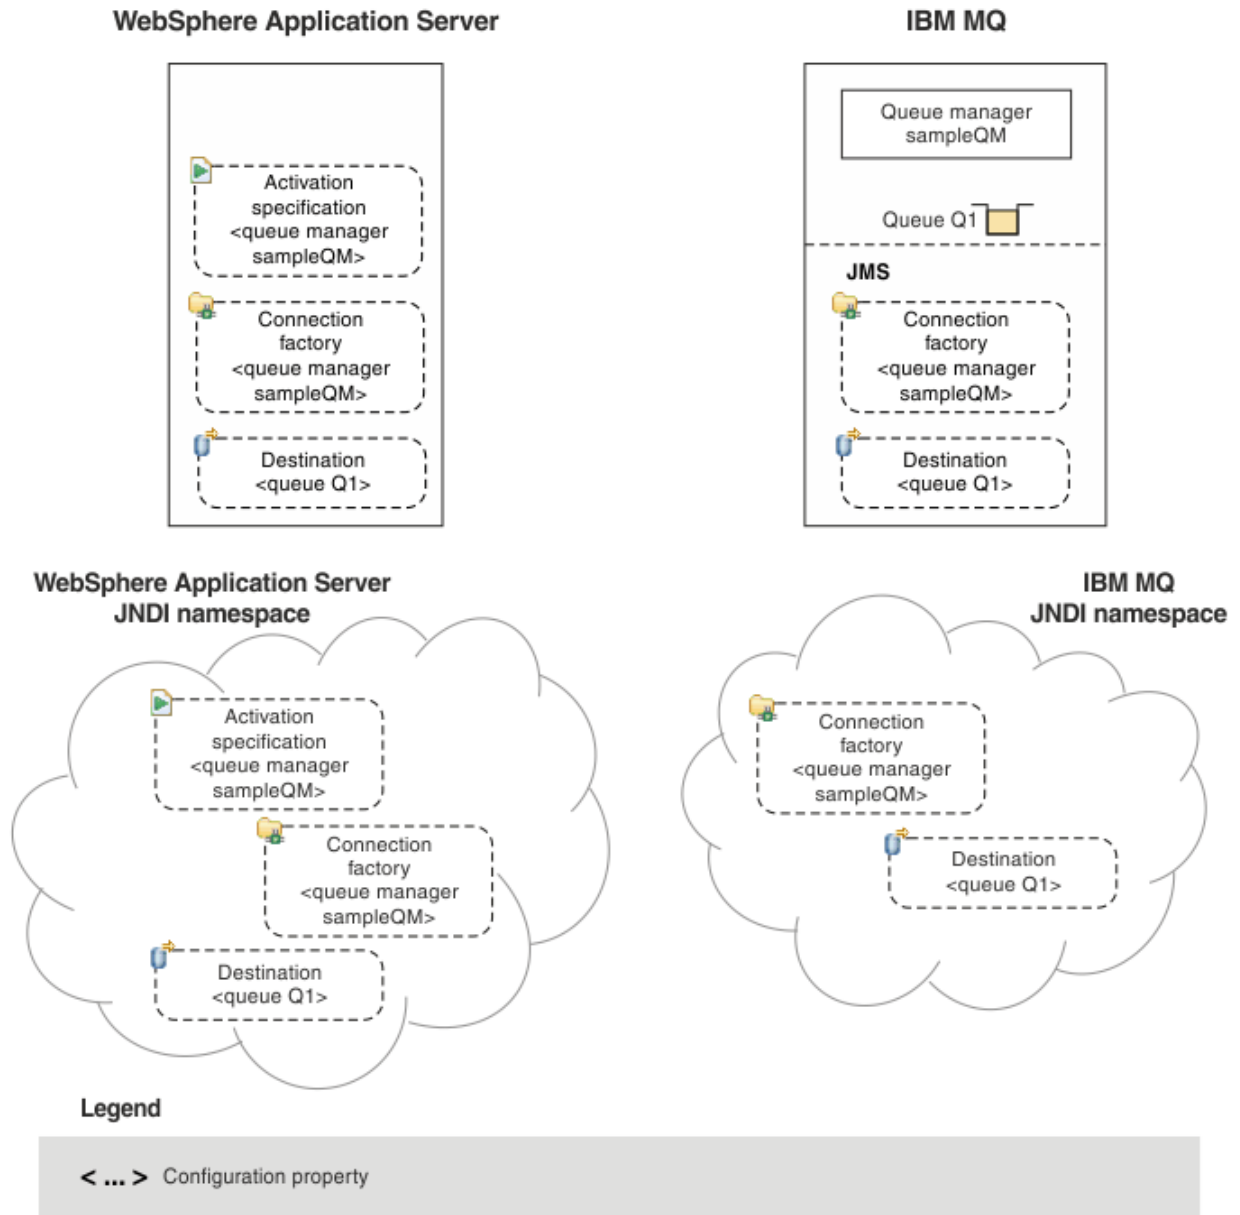 WebSphere Application Server
Activation
specification
<queue manager
sampleQM>
Connection
factory
<queue manager
sampleQM>
Destination
<queue Q1>
IBM MQ
Queue manager
sampleQM
Queue Q1
JMS
Connection
factory
<queue manager
sampleQM>
Destination
<queue Q1>
WebSphere Application Server
JNDI namespace
Activation
specification
<queue manager
sampleQM>
Connection
factory
<queue manager
sampleQM>
Destination
<queue Q1>
IBM MQ
JNDI namespace
Connection
factory
<queue manager
sampleQM>
Destination
<queue Q1>
Legend
< ... > Configuration property